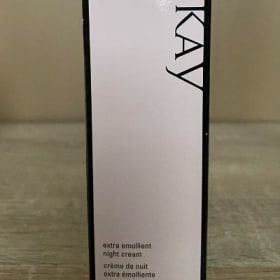 KAY
extra emollient
night cream
crème de nuit
extra émolliente